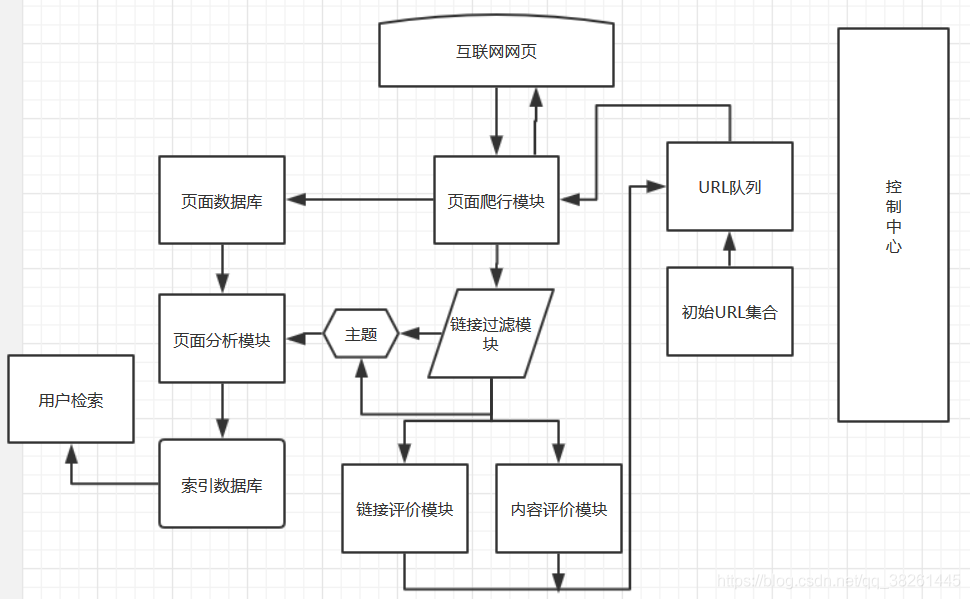 互联网网页
控
制
中
心
页面数据库
页面爬行模块
URL队列
初始URL集合
页面分析模块
主题
链接过滤模
块
用户检索
索引数据库
链接评价模块
内容评价模块
https://blog.csdn.net/qq_38261445